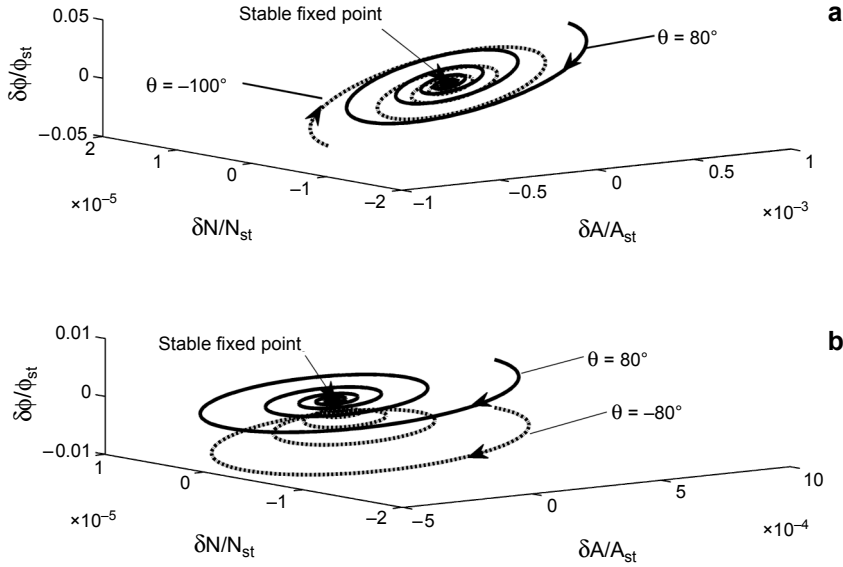 a
Stable fixed point
θ = 80°
θ = –100°
δϕ/ϕst
0.05
0
–0.05
2
1
0
–1
–2
×10–5
δN/Nst
–1
–0.5
0
0.5
1
×10–3
δA/Ast
b
Stable fixed point
θ = 80°
θ = –80°
δϕ/ϕst
0.01
0
–0.01
1
0
–1
–2
×10–5
δN/Nst
–5
0
5
10
×10–4
δA/Ast